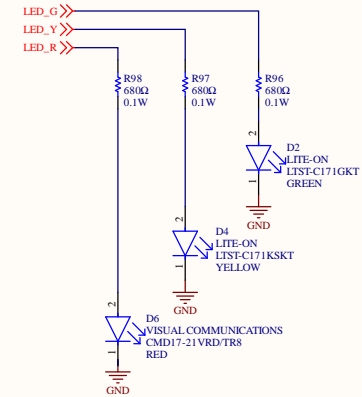 LED_G
LED_Y
LED_R
R98
680Ω
0.1W
R97
680Ω
0.1W
R96
680Ω
0.1W
2
D2
LITE-ON
LTST-C171GKT
GREEN
1
GND
2
D4
LITE-ON
LTST-C171KSKT
YELLOW
1
GND
2
D6
VISUAL COMMUNICATIONS
CMD17-21VRD/TR8
RED
1
GND